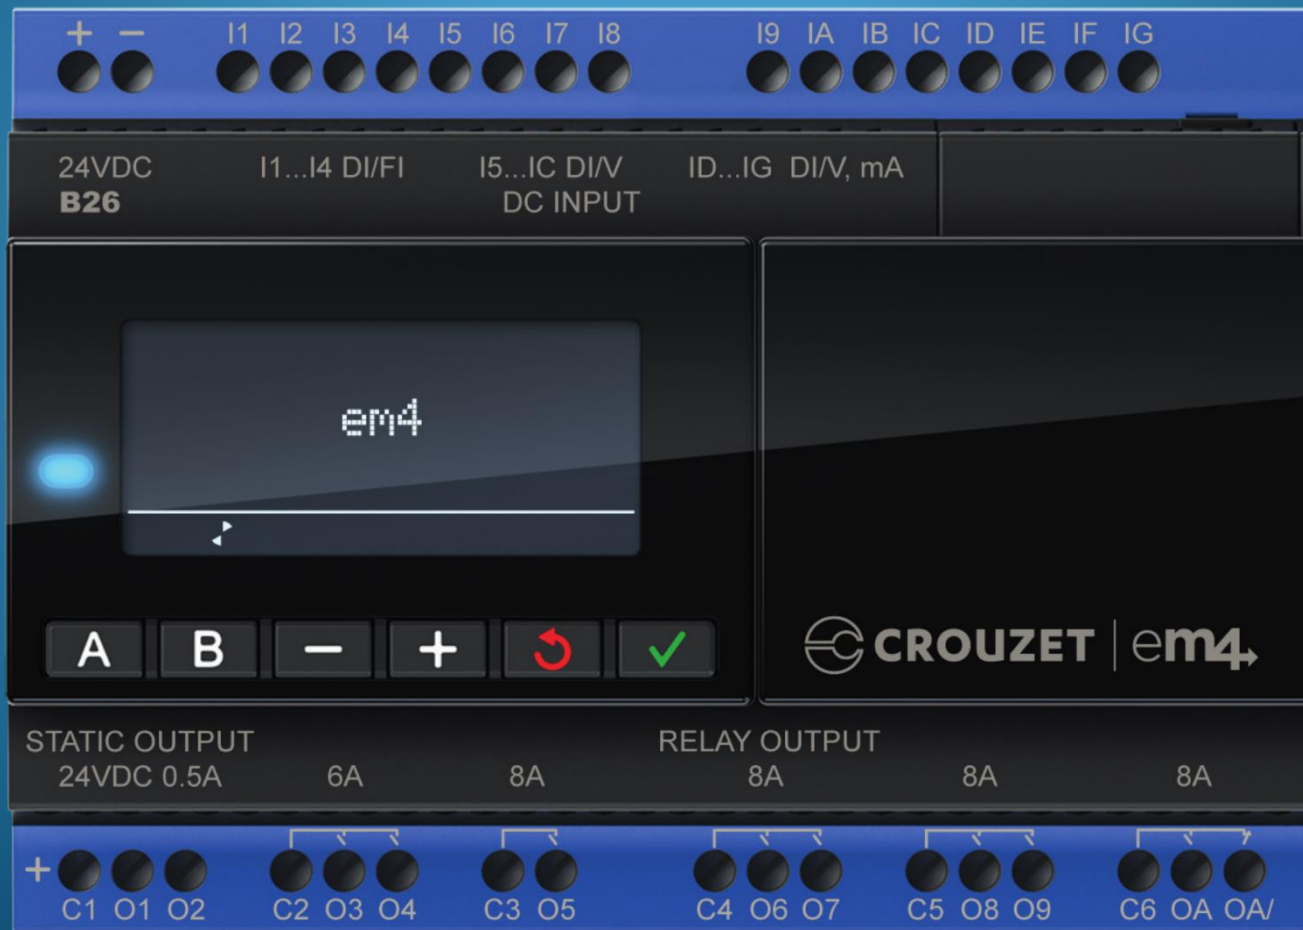 + − I1 I2 I3 I4 I5 I6 I7 I8 I9 IA IB IC ID IE IF IG
24VDC I1...I4 DI/FI I5...IC DI/V ID...IG DI/V, mA
B26 DC INPUT
em4
A B − +
CROUZET | em4
STATIC OUTPUT RELAY OUTPUT
24VDC 0.5A 6A 8A 8A 8A 8A
+
C1 O1 O2 C2 O3 O4 C3 O5 C4 O6 O7 C5 O8 O9 C6 OA OA/